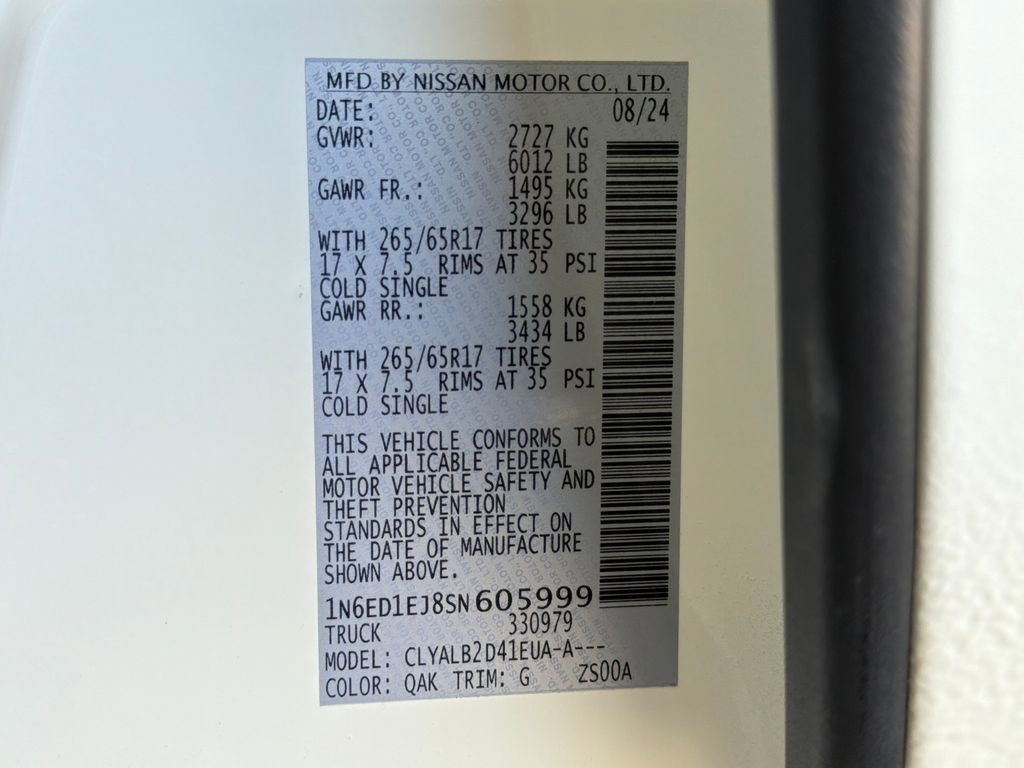 MFD BY NISSAN MOTOR CO., LTD.
DATE: 08/24
GVWR: 2727 KG
6012 LB
GAWR FR.: 1495 KG
3296 LB
WITH 265/65R17 TIRES
17 X 7.5 RIMS AT 35 PSI
COLD SINGLE
GAWR RR.: 1558 KG
3434 LB
WITH 265/65R17 TIRES
17 X 7.5 RIMS AT 35 PSI
COLD SINGLE
THIS VEHICLE CONFORMS TO
ALL APPLICABLE FEDERAL
MOTOR VEHICLE SAFETY AND
THEFT PREVENTION
STANDARDS IN EFFECT ON
THE DATE OF MANUFACTURE
SHOWN ABOVE.
1N6ED1EJ8SN605999
TRUCK 330979
MODEL: CLYALB2D41EUA-A---
COLOR: QAK TRIM: G ZS00A